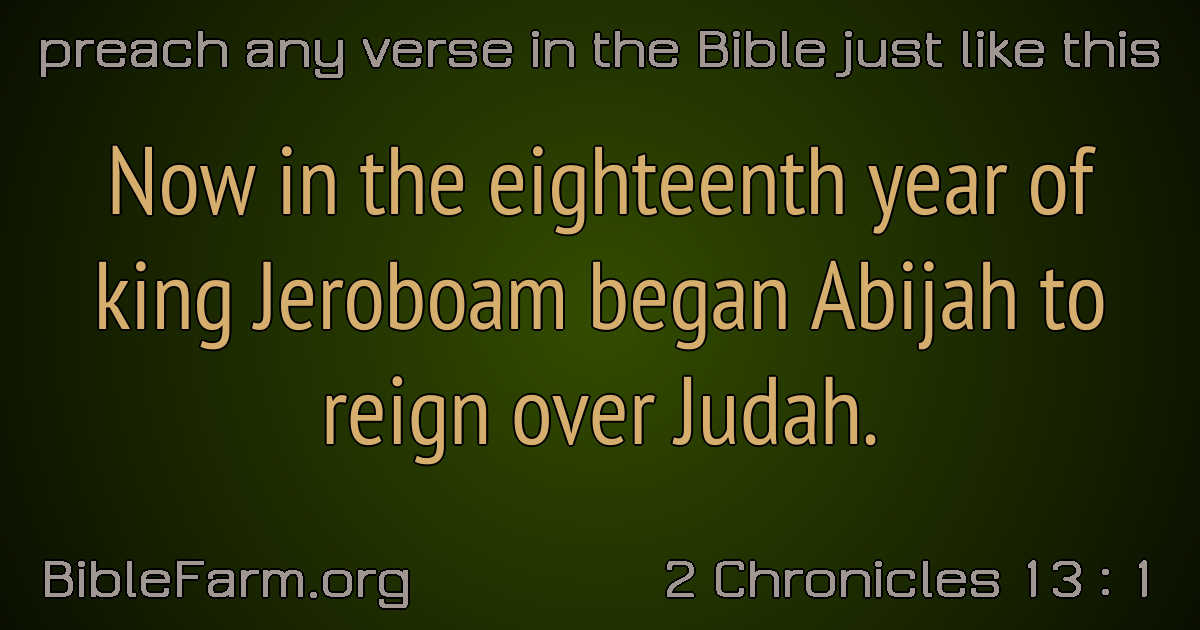 preach any verse in the Bible just like this
Now in the eighteenth year of
king Jeroboam began Abijah to
reign over Judah.
BibleFarm.org
2 Chronicles 13 : 1